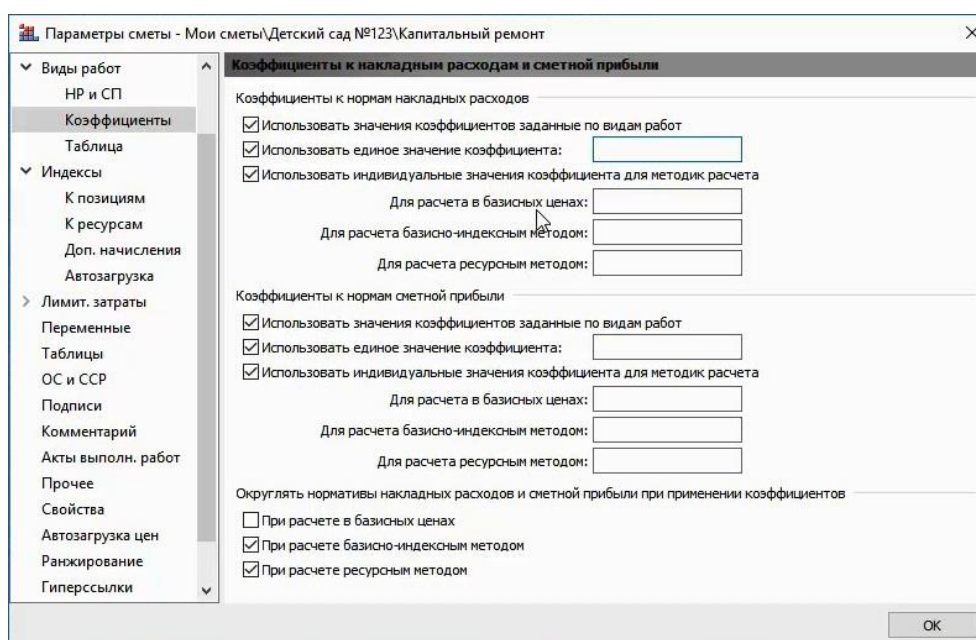 Параметры сметы - Мои сметы\Детский сад №123\Капитальный ремонт
Виды работ
НР и СП
Коэффициенты
Таблица
Индексы
К позициям
К ресурсам
Доп. начисления
Автозагрузка
Лимит. затраты
Переменные
Таблицы
ОС и ССР
Подписи
Комментарий
Акты выполн. работ
Прочее
Свойства
Автозагрузка цен
Ранжирование
Гиперссылки
Коэффициенты к накладным расходам и сметной прибыли
Коэффициенты к нормам накладных расходов
Использовать значения коэффициентов заданные по видам работ
Использовать единое значение коэффициента:
Использовать индивидуальные значения коэффициента для методик расчета
Для расчета в базисных ценах:
Для расчета базисно-индексным методом:
Для расчета ресурсным методом:
Коэффициенты к нормам сметной прибыли
Использовать значения коэффициентов заданные по видам работ
Использовать единое значение коэффициента:
Использовать индивидуальные значения коэффициента для методик расчета
Для расчета в базисных ценах:
Для расчета базисно-индексным методом:
Для расчета ресурсным методом:
Округлять нормативы накладных расходов и сметной прибыли при применении коэффициентов
При расчете в базисных ценах
При расчете базисно-индексным методом
При расчете ресурсным методом
ОК